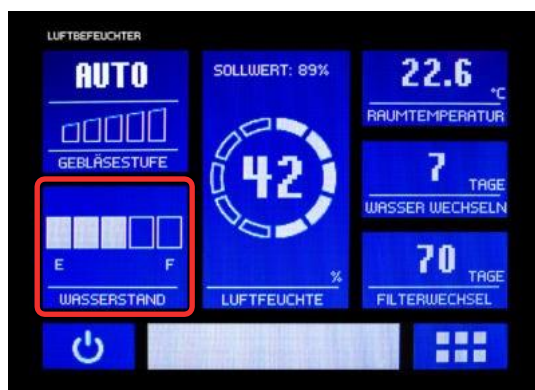 LUFTBEFEUCHTER
AUTO
GEBLÄSESTUFE
E F
WASSERSTAND
SOLLWERT: 89%
42
%
LUFTFEUCHTE
22.6 °C
RAUMTEMPERATUR
7 TAGE
WASSER WECHSELN
70 TAGE
FILTERWECHSEL